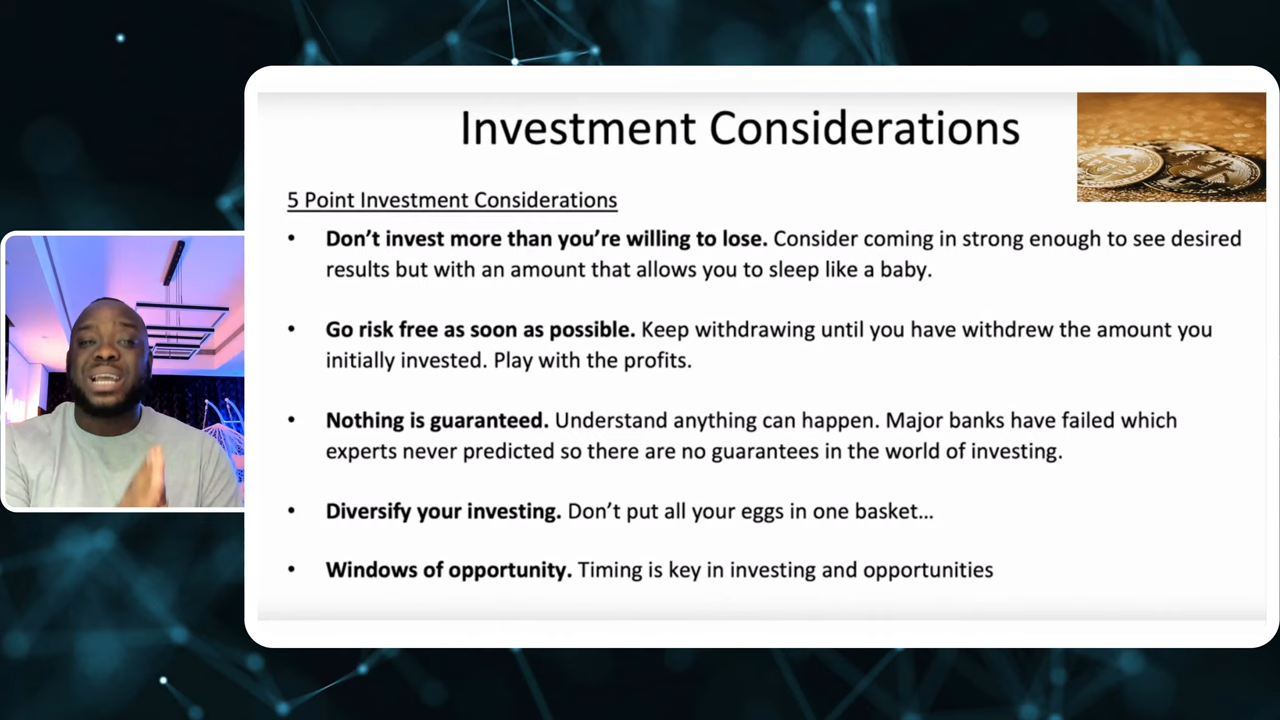 Investment Considerations
5 Point Investment Considerations
• Don’t invest more than you’re willing to lose. Consider coming in strong enough to see desired
results but with an amount that allows you to sleep like a baby.
• Go risk free as soon as possible. Keep withdrawing until you have withdrew the amount you
initially invested. Play with the profits.
• Nothing is guaranteed. Understand anything can happen. Major banks have failed which
experts never predicted so there are no guarantees in the world of investing.
• Diversify your investing. Don’t put all your eggs in one basket…
• Windows of opportunity. Timing is key in investing and opportunities